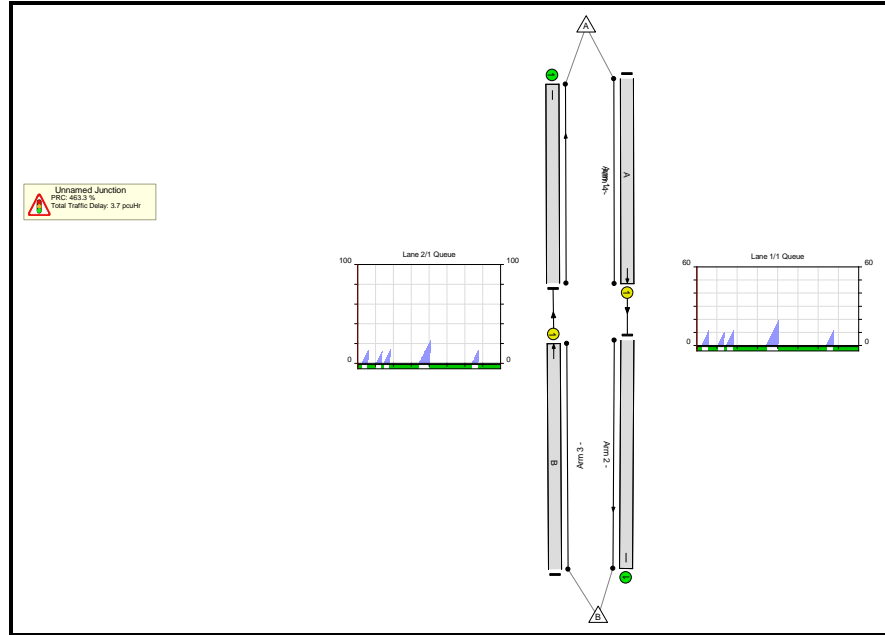 A
Unnamed Junction
PRC: 463.3 %
Total Traffic Delay: 3.7 pcuHr
A
Lane 2/1 Queue
100
100
0
0
Lane 1/1 Queue
60
60
0
0
B
Arm 3 -
Arm 2 -
B